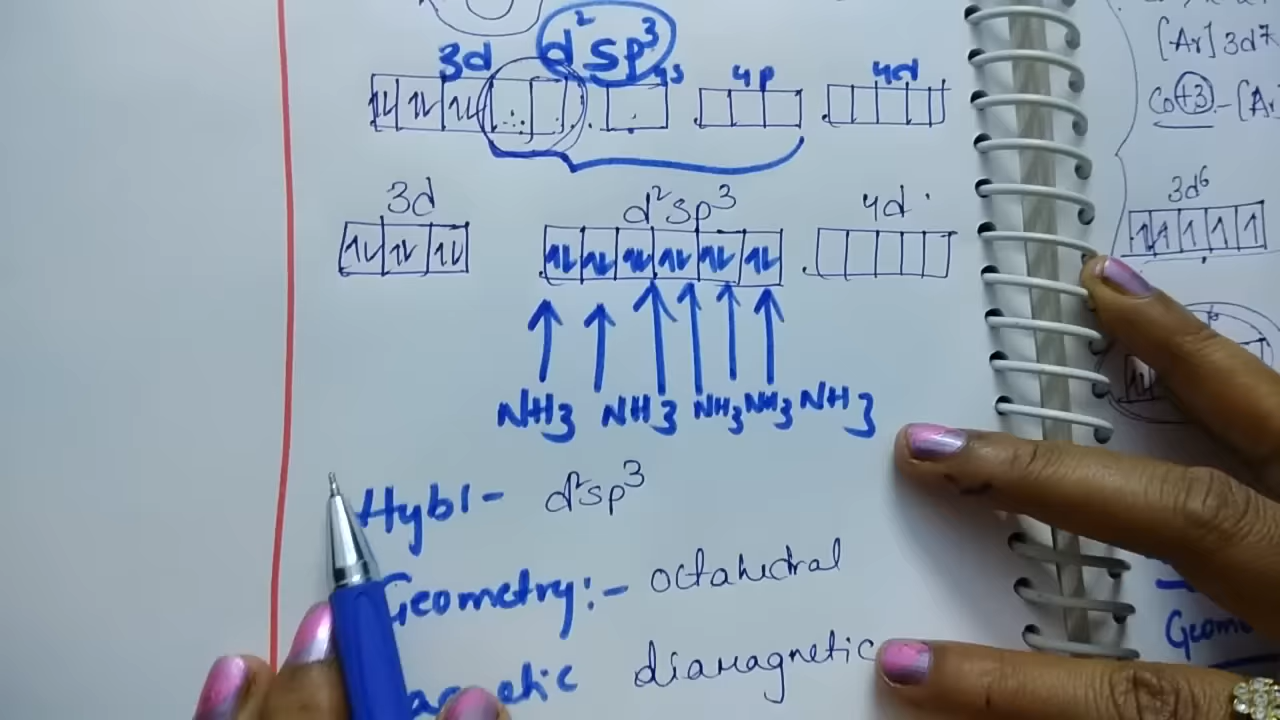 d²sp³
3d 4s 4p 4d
3d d²sp³ 4d
NH3 NH3 NH3 NH3 NH3
Hybl- d²sp³
Geometry:- octahedral
diamagnetic
[Ar] 3d⁷
Co+3 - [Ar]
3d⁶
Geom